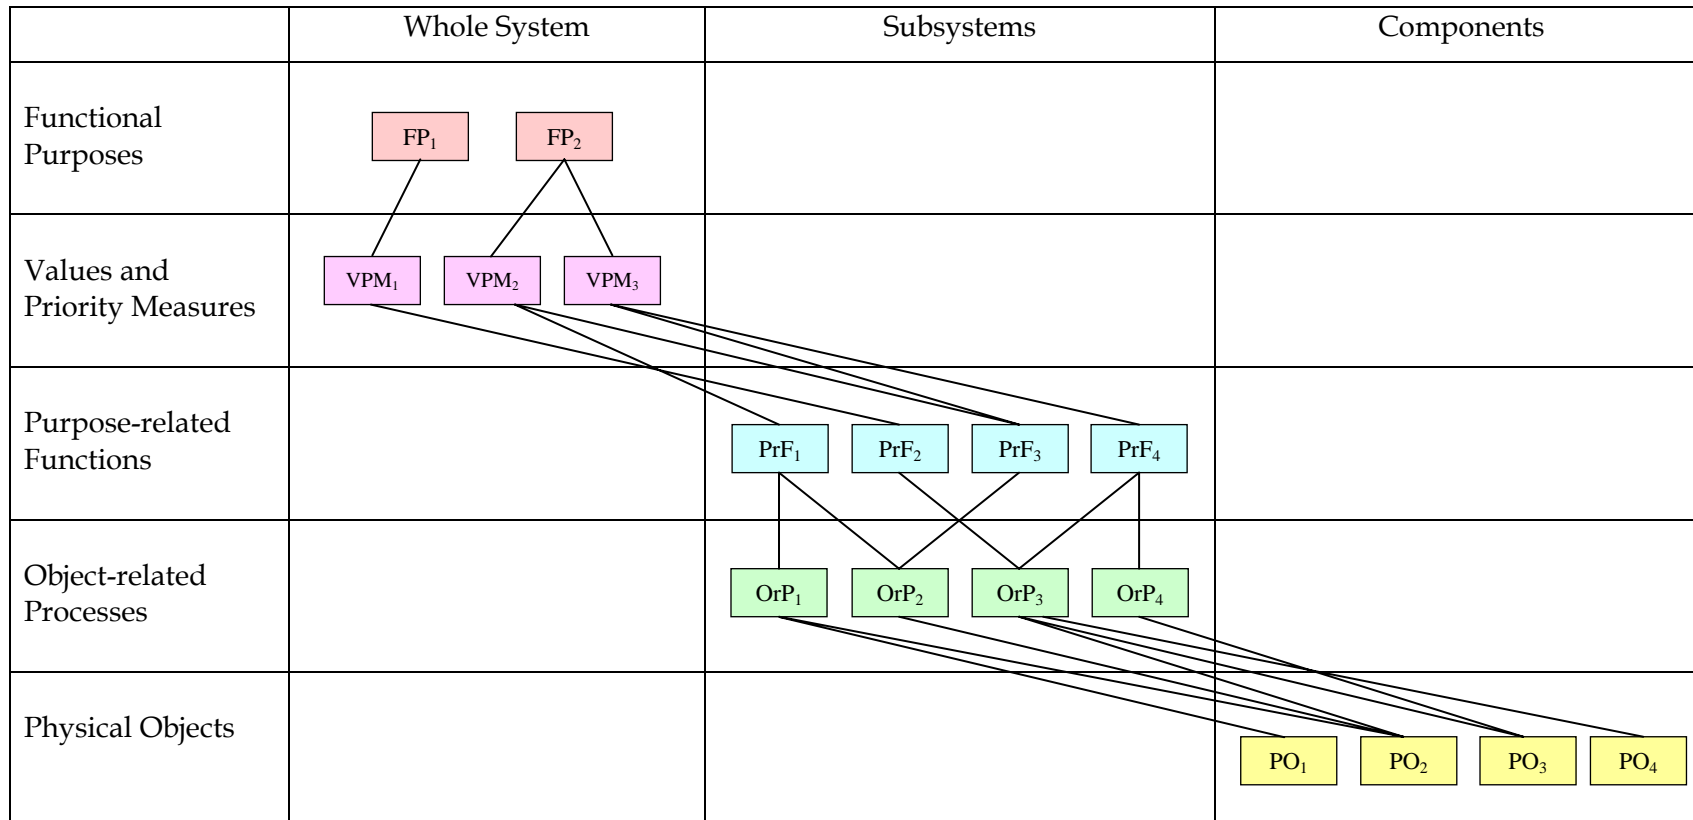 Whole System
Subsystems
Components
Functional
Purposes
FP₁
FP₂
Values and
Priority Measures
VPM₁
VPM₂
VPM₃
Purpose-related
Functions
PrF₁
PrF₂
PrF₃
PrF₄
Object-related
Processes
OrP₁
OrP₂
OrP₃
OrP₄
Physical Objects
PO₁
PO₂
PO₃
PO₄